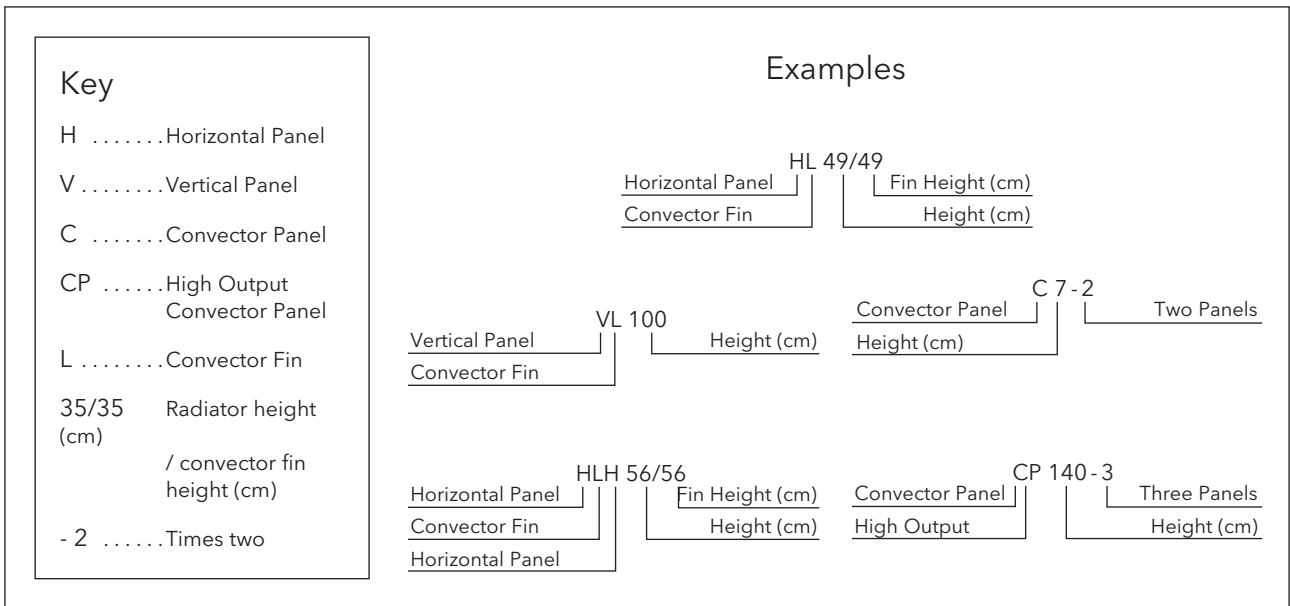 Key
H . . . . . . .Horizontal Panel
V . . . . . . . .Vertical Panel
C . . . . . . .Convector Panel
CP . . . . . .High Output
Convector Panel
L . . . . . . . .Convector Fin
35/35 Radiator height
(cm)
/ convector fin
height (cm)
- 2 . . . . . .Times two
Examples
HL 49/49
Horizontal Panel Fin Height (cm)
Convector Fin Height (cm)
VL 100
Vertical Panel Height (cm)
Convector Fin
C 7 - 2
Convector Panel Two Panels
Height (cm)
HLH 56/56
Horizontal Panel Fin Height (cm)
Convector Fin Height (cm)
Horizontal Panel
CP 140 - 3
Convector Panel Three Panels
High Output Height (cm)